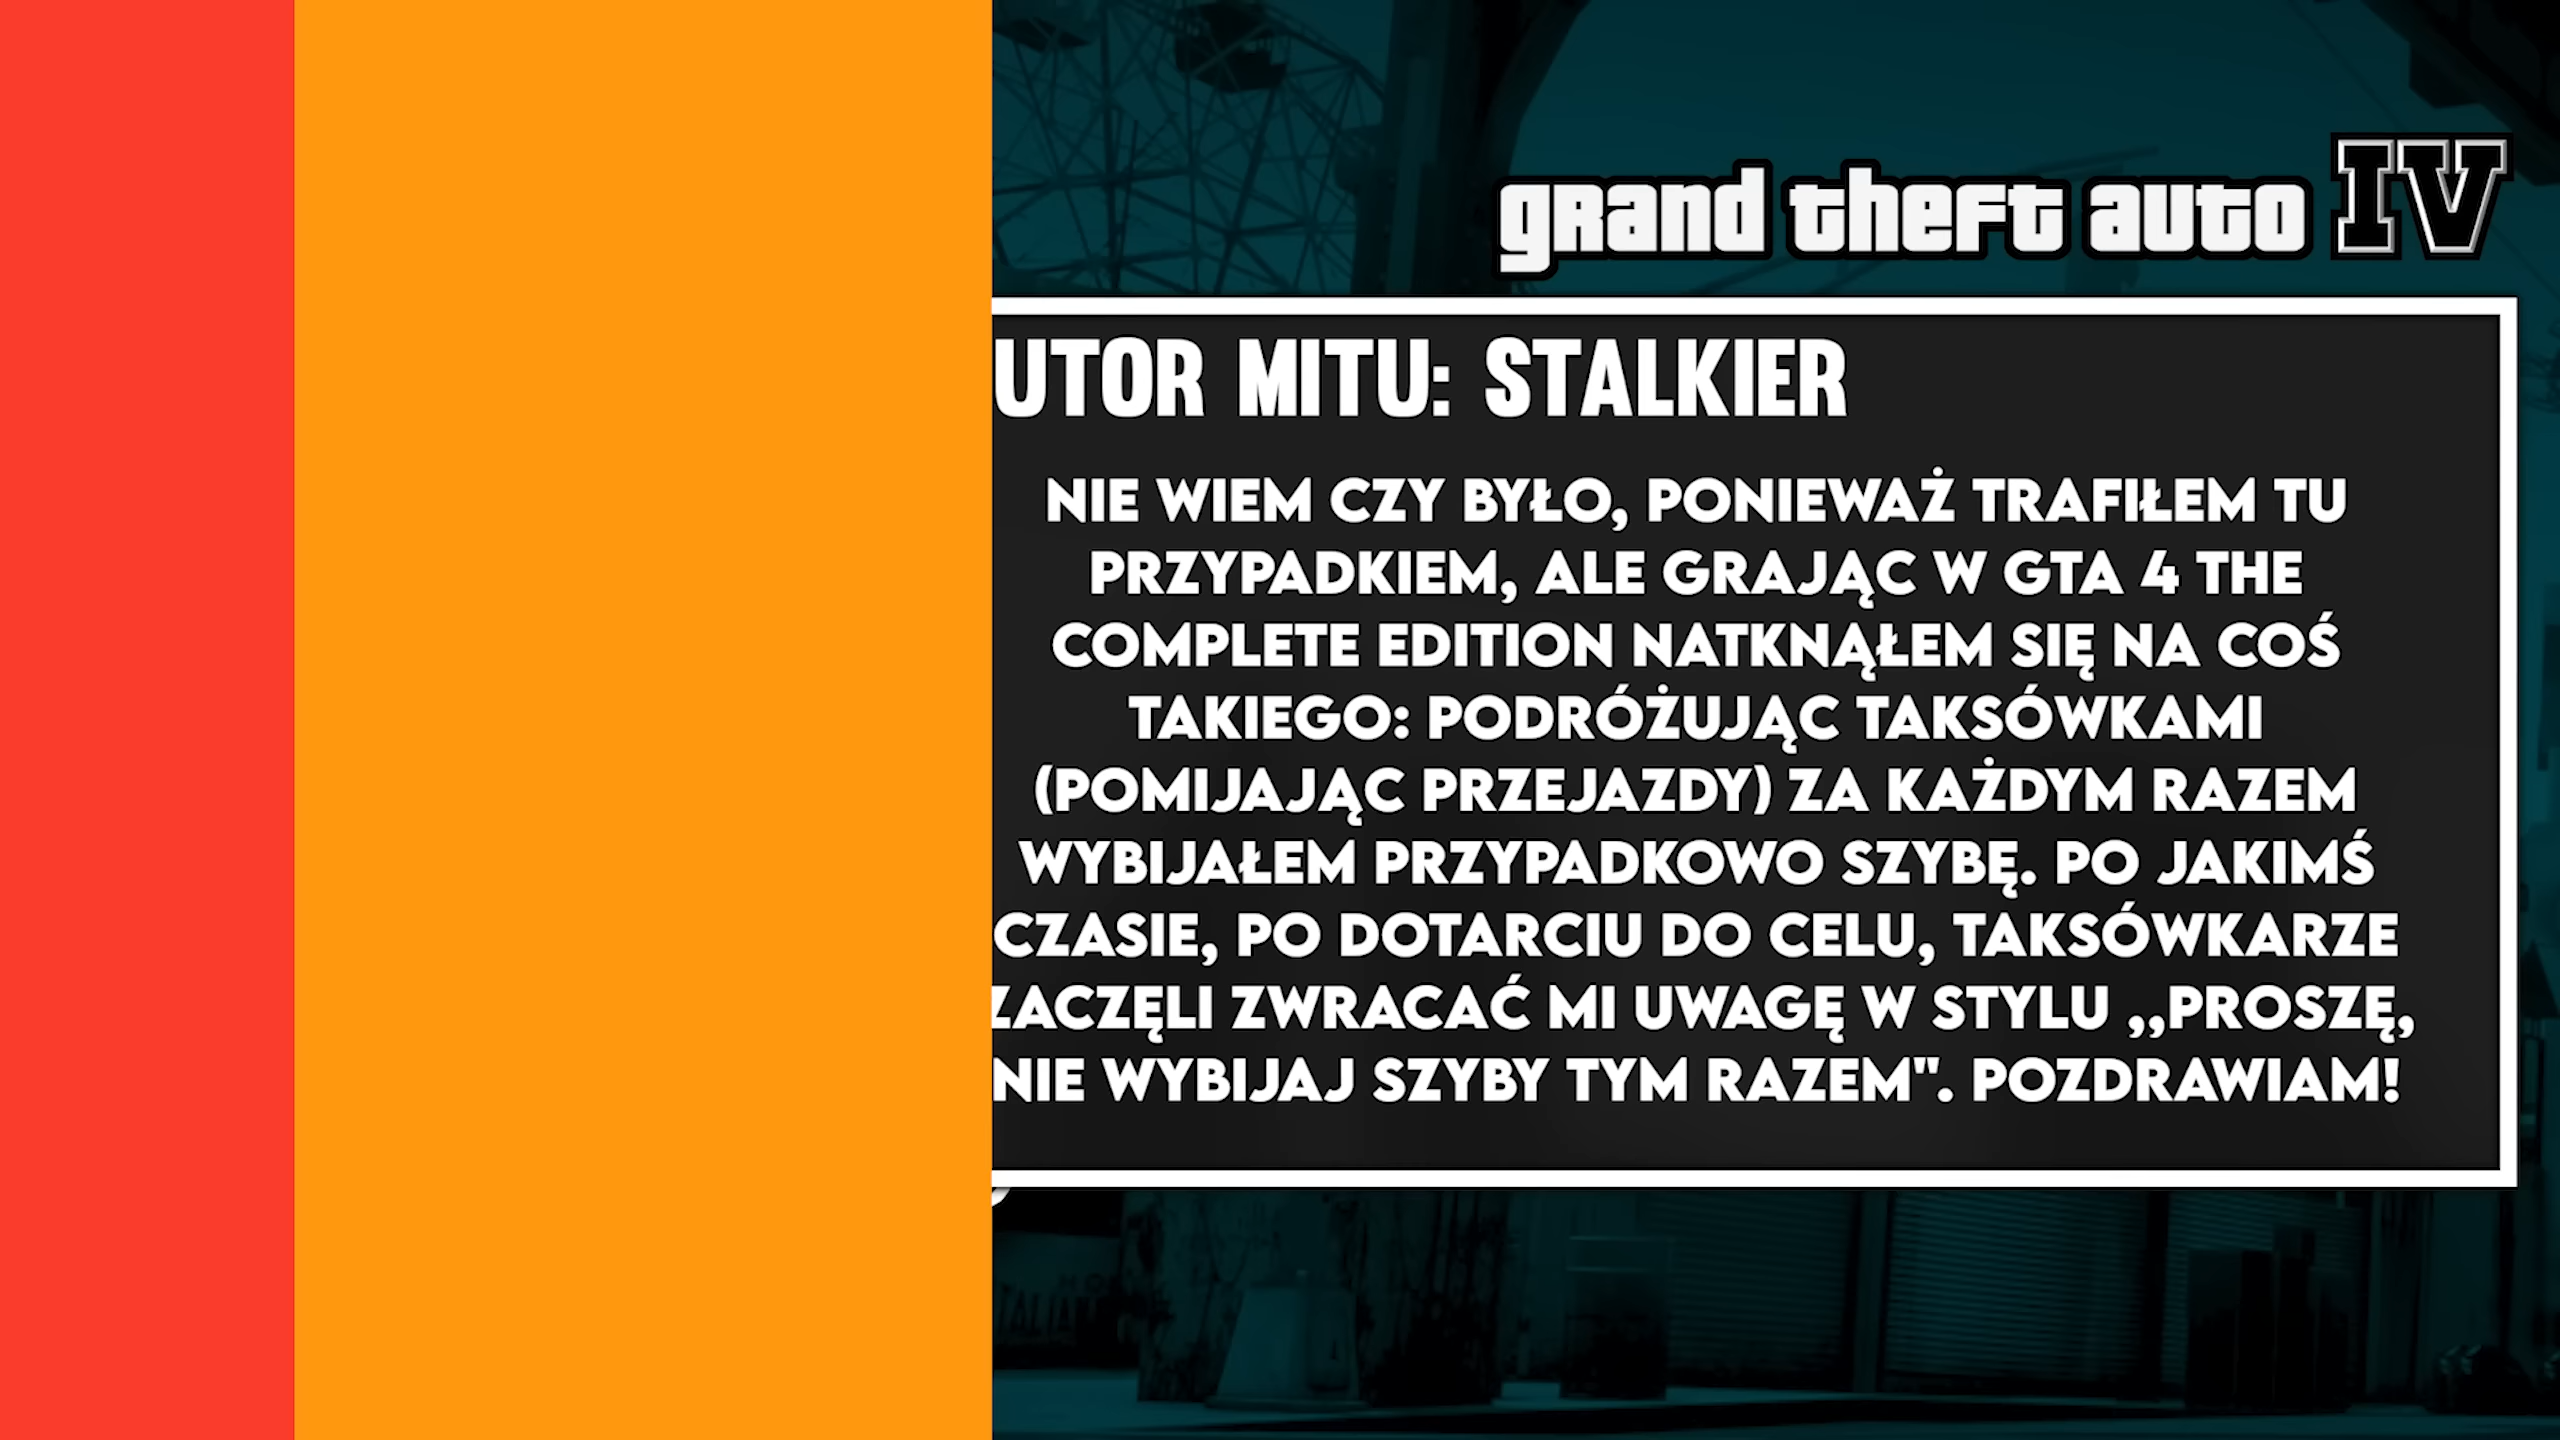 grand theft auto IV
UTOR MITU: STALKIER
NIE WIEM CZY BYŁO, PONIEWAŻ TRAFIŁEM TU
PRZYPADKIEM, ALE GRAJĄC W GTA 4 THE
COMPLETE EDITION NATKNĄŁEM SIĘ NA COŚ
TAKIEGO: PODRÓŻUJĄC TAKSÓWKAMI
(POMIJAJĄC PRZEJAZDY) ZA KAŻDYM RAZEM
WYBIJAŁEM PRZYPADKOWO SZYBĘ. PO JAKIMŚ
CZASIE, PO DOTARCIU DO CELU, TAKSÓWKARZE
ZACZĘLI ZWRACAĆ MI UWAGĘ W STYLU ,,PROSZĘ,
NIE WYBIJAJ SZYBY TYM RAZEM". POZDRAWIAM!